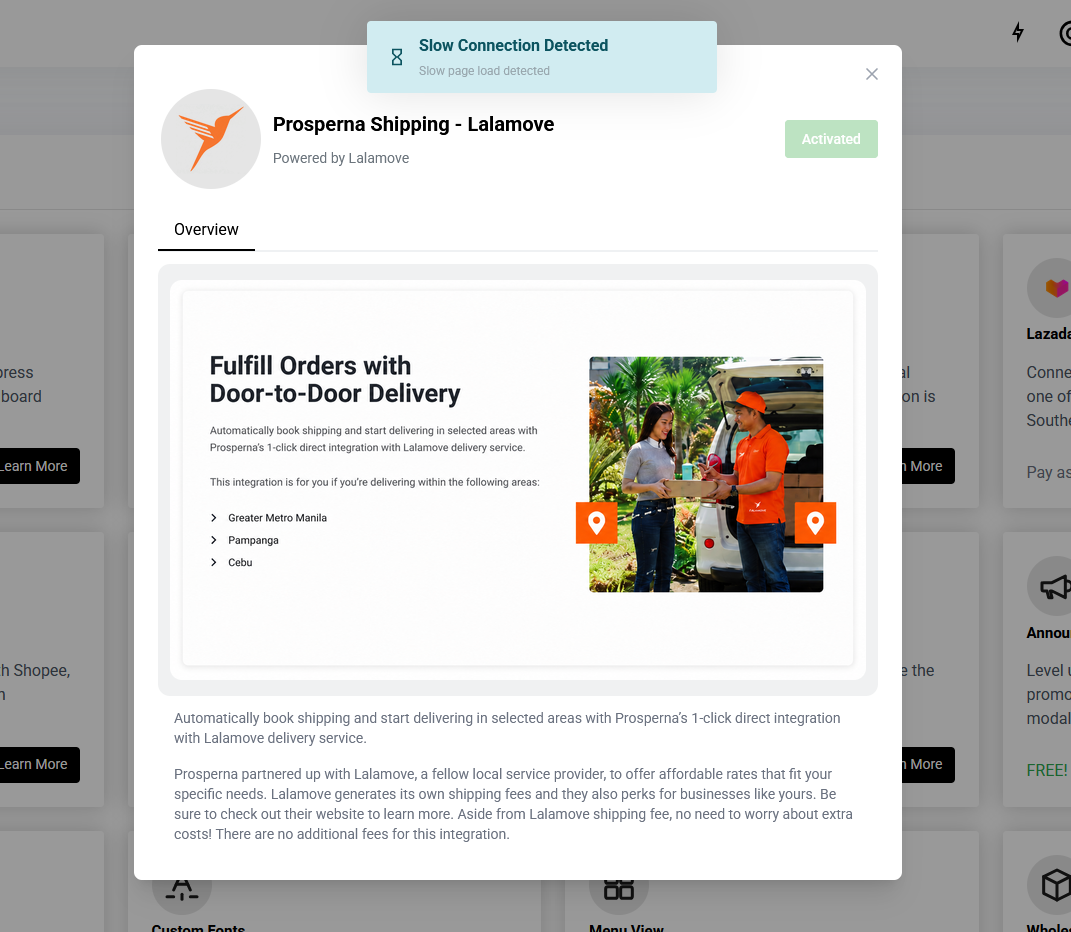 Slow Connection Detected
Slow page load detected
Prosperna Shipping - Lalamove
Powered by Lalamove
Activated
Overview
Fulfill Orders with
Door-to-Door Delivery
Automatically book shipping and start delivering in selected areas with
Prosperna's 1-click direct integration with Lalamove delivery service.
This integration is for you if you're delivering within the following areas:
Greater Metro Manila
Pampanga
Cebu
Automatically book shipping and start delivering in selected areas with Prosperna's 1-click direct integration
with Lalamove delivery service.
Prosperna partnered up with Lalamove, a fellow local service provider, to offer affordable rates that fit your
specific needs. Lalamove generates its own shipping fees and they also perks for businesses like yours. Be
sure to check out their website to learn more. Aside from Lalamove shipping fee, no need to worry about extra
costs! There are no additional fees for this integration.
board
Learn More
on is
More
Lazada
one of
Pay as
Shopee,
Learn More
the
More
Level
FREE!
Custom Fonts
Menu View